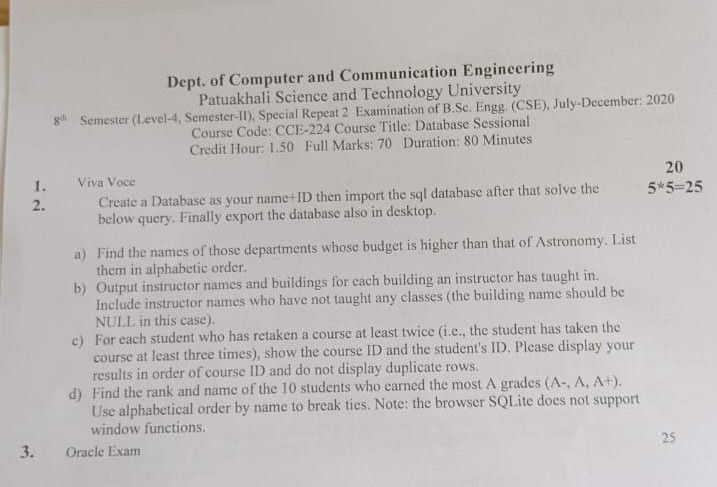 Dept. of Computer and Communication Engineering
Patuakhali Science and Technology University
8th Semester (Level-4, Semester-II), Special Repeat 2 Examination of B.Sc. Engg. (CSE), July-December: 2020
Course Code: CCE-224 Course Title: Database Sessional
Credit Hour: 1.50 Full Marks: 70 Duration: 80 Minutes
1. Viva Voce 20
2. Create a Database as your name+ID then import the sql database after that solve the 5*5=25
below query. Finally export the database also in desktop.
a) Find the names of those departments whose budget is higher than that of Astronomy. List
them in alphabetic order.
b) Output instructor names and buildings for each building an instructor has taught in.
Include instructor names who have not taught any classes (the building name should be
NULL in this case).
c) For each student who has retaken a course at least twice (i.e., the student has taken the
course at least three times), show the course ID and the student's ID. Please display your
results in order of course ID and do not display duplicate rows.
d) Find the rank and name of the 10 students who earned the most A grades (A-, A, A+).
Use alphabetical order by name to break ties. Note: the browser SQLite does not support
window functions.
3. Oracle Exam 25